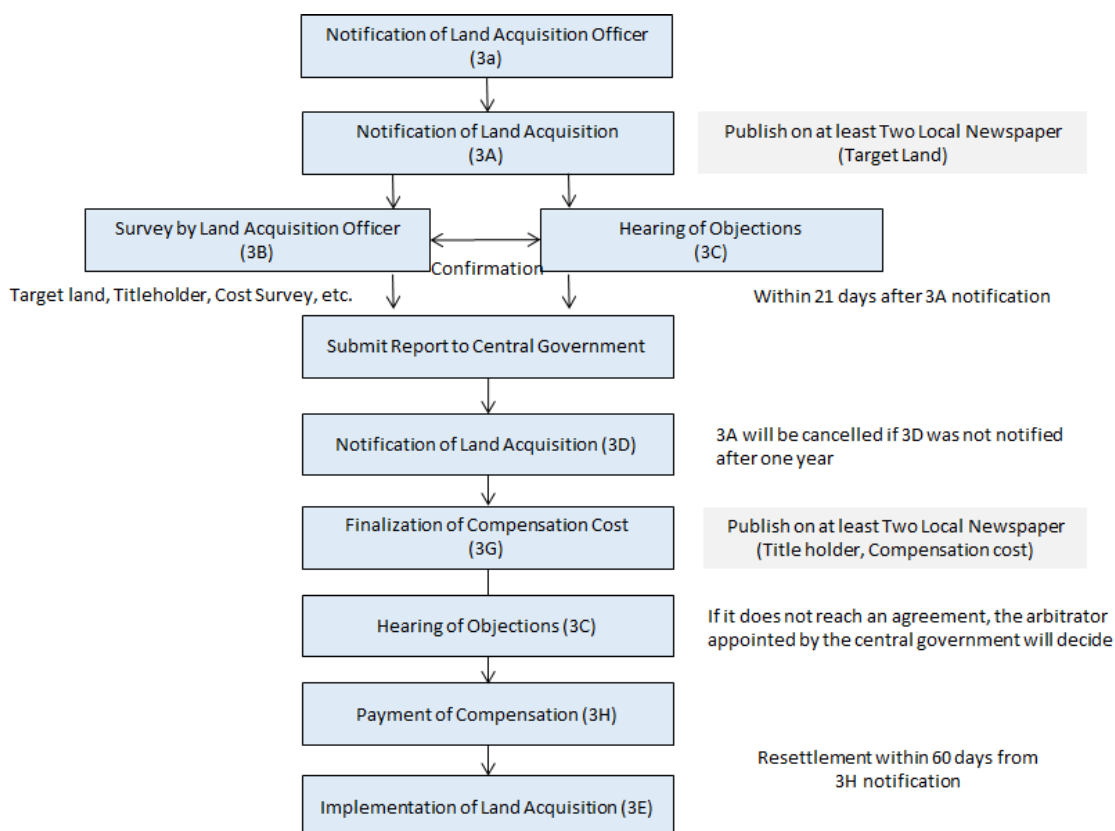 Notification of Land Acquisition Officer
(3a)
Notification of Land Acquisition
(3A)
Publish on at least Two Local Newspaper
(Target Land)
Survey by Land Acquisition Officer
(3B)
Hearing of Objections
(3C)
Confirmation
Target land, Titleholder, Cost Survey, etc.
Within 21 days after 3A notification
Submit Report to Central Government
Notification of Land Acquisition (3D)
3A will be cancelled if 3D was not notified
after one year
Finalization of Compensation Cost
(3G)
Publish on at least Two Local Newspaper
(Title holder, Compensation cost)
Hearing of Objections (3C)
If it does not reach an agreement, the arbitrator
appointed by the central government will decide
Payment of Compensation (3H)
Resettlement within 60 days from
3H notification
Implementation of Land Acquisition (3E)